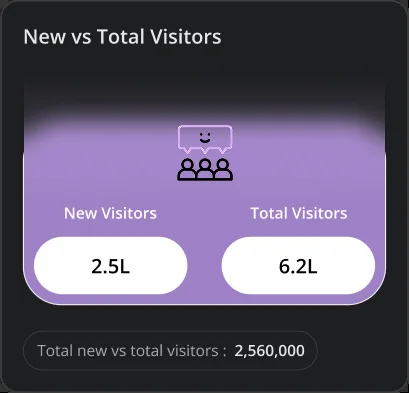 New vs Total Visitors
New Visitors
Total Visitors
2.5L
6.2L
Total new vs total visitors : 2,560,000